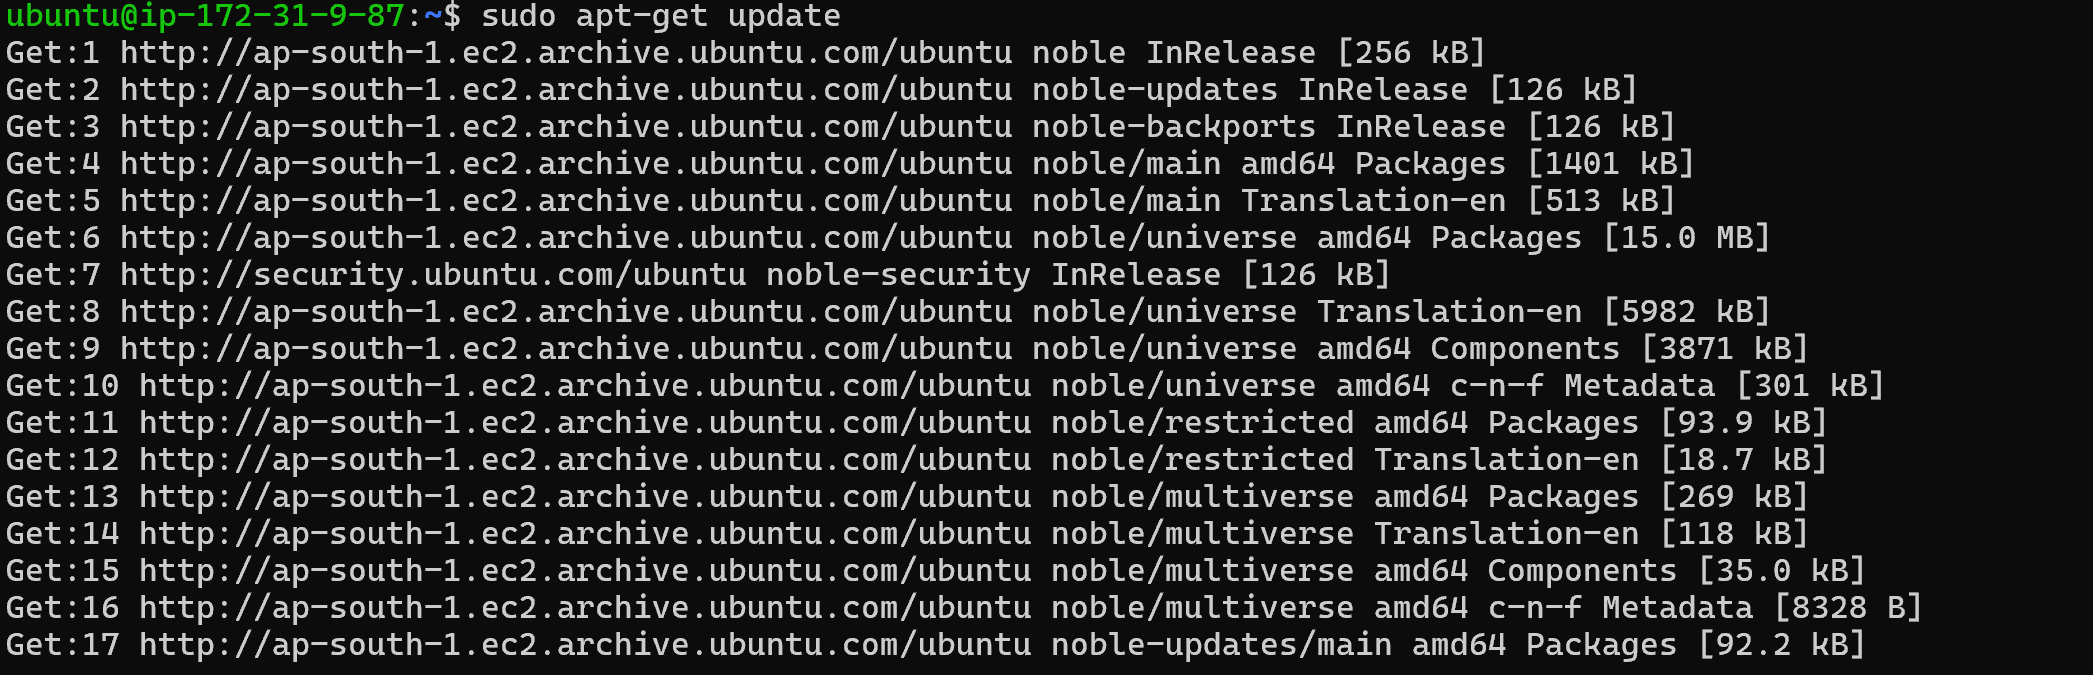 ubuntu@ip-172-31-9-87:~$ sudo apt-get update
Get:1 http://ap-south-1.ec2.archive.ubuntu.com/ubuntu noble InRelease [256 kB]
Get:2 http://ap-south-1.ec2.archive.ubuntu.com/ubuntu noble-updates InRelease [126 kB]
Get:3 http://ap-south-1.ec2.archive.ubuntu.com/ubuntu noble-backports InRelease [126 kB]
Get:4 http://ap-south-1.ec2.archive.ubuntu.com/ubuntu noble/main amd64 Packages [1401 kB]
Get:5 http://ap-south-1.ec2.archive.ubuntu.com/ubuntu noble/main Translation-en [513 kB]
Get:6 http://ap-south-1.ec2.archive.ubuntu.com/ubuntu noble/universe amd64 Packages [15.0 MB]
Get:7 http://security.ubuntu.com/ubuntu noble-security InRelease [126 kB]
Get:8 http://ap-south-1.ec2.archive.ubuntu.com/ubuntu noble/universe Translation-en [5982 kB]
Get:9 http://ap-south-1.ec2.archive.ubuntu.com/ubuntu noble/universe amd64 Components [3871 kB]
Get:10 http://ap-south-1.ec2.archive.ubuntu.com/ubuntu noble/universe amd64 c-n-f Metadata [301 kB]
Get:11 http://ap-south-1.ec2.archive.ubuntu.com/ubuntu noble/restricted amd64 Packages [93.9 kB]
Get:12 http://ap-south-1.ec2.archive.ubuntu.com/ubuntu noble/restricted Translation-en [18.7 kB]
Get:13 http://ap-south-1.ec2.archive.ubuntu.com/ubuntu noble/multiverse amd64 Packages [269 kB]
Get:14 http://ap-south-1.ec2.archive.ubuntu.com/ubuntu noble/multiverse Translation-en [118 kB]
Get:15 http://ap-south-1.ec2.archive.ubuntu.com/ubuntu noble/multiverse amd64 Components [35.0 kB]
Get:16 http://ap-south-1.ec2.archive.ubuntu.com/ubuntu noble/multiverse amd64 c-n-f Metadata [8328 B]
Get:17 http://ap-south-1.ec2.archive.ubuntu.com/ubuntu noble-updates/main amd64 Packages [92.2 kB]